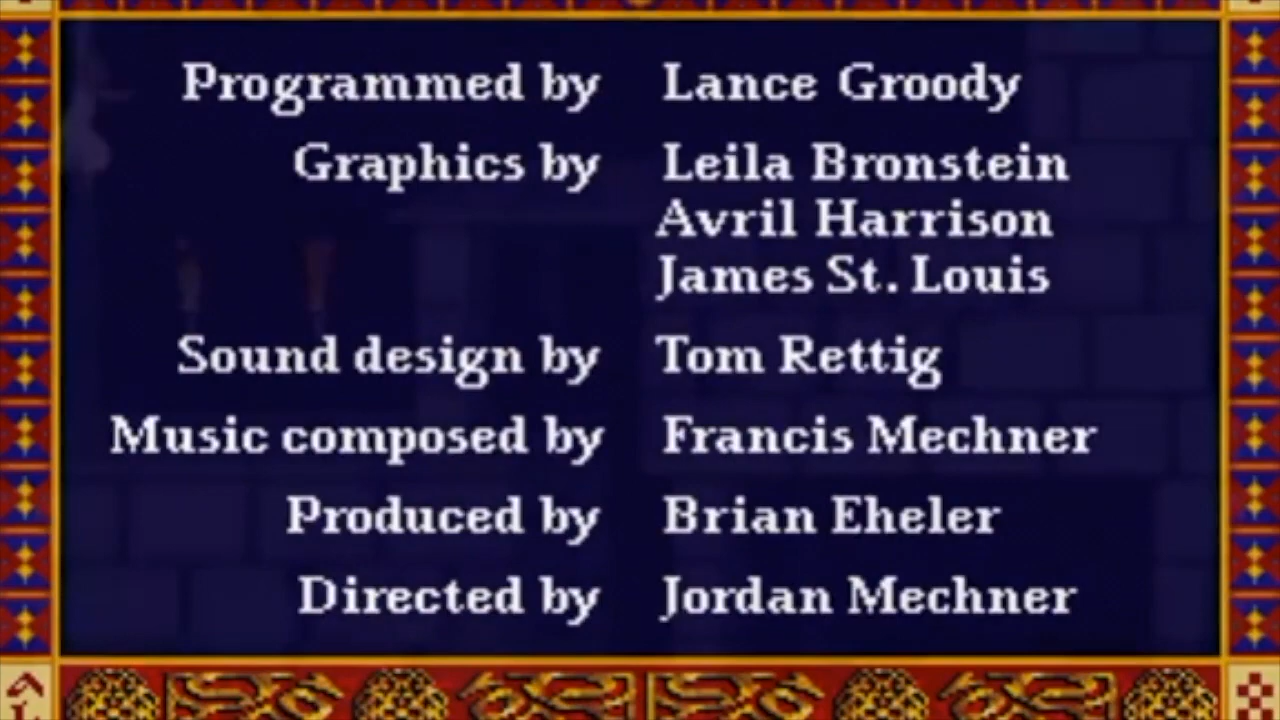 Programmed by Lance Groody
Graphics by Leila Bronstein
Avril Harrison
James St. Louis
Sound design by Tom Rettig
Music composed by Francis Mechner
Produced by Brian Eheler
Directed by Jordan Mechner